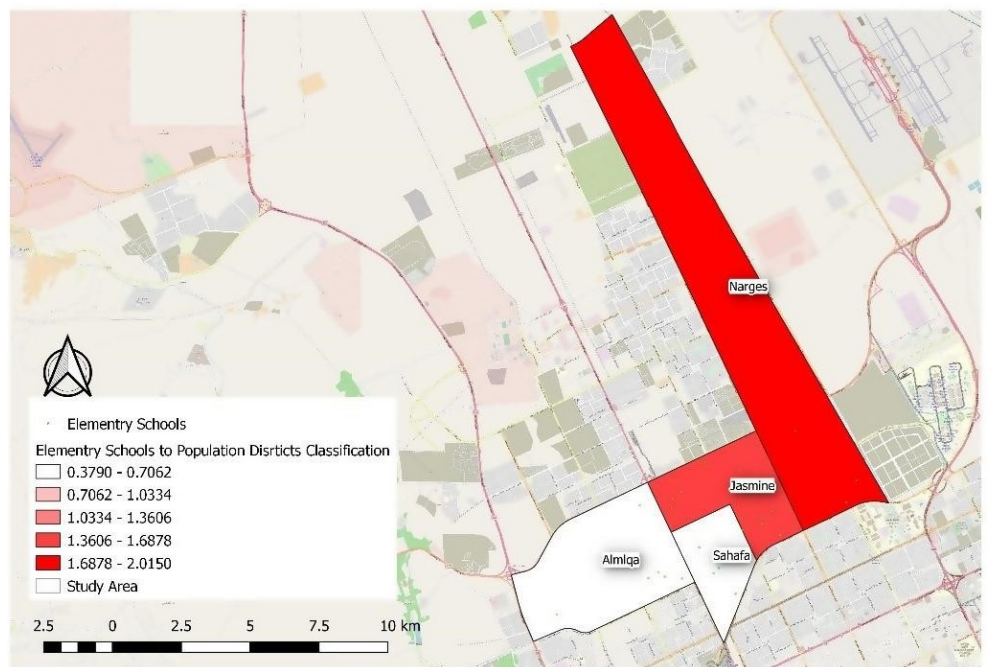 Narges
Jasmine
Sahafa
Almlqa
Elementry Schools
Elementry Schools to Population Disrticts Classification
0.3790 - 0.7062
0.7062 - 1.0334
1.0334 - 1.3606
1.3606 - 1.6878
1.6878 - 2.0150
Study Area
2.5 0 2.5 5 7.5 10 km